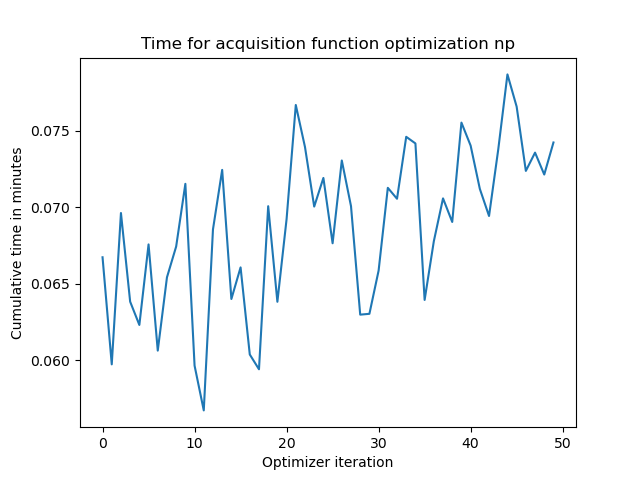 Time for acquisition function optimization np
Cumulative time in minutes
0.075
0.070
0.065
0.060
0 10 20 30 40 50
Optimizer iteration